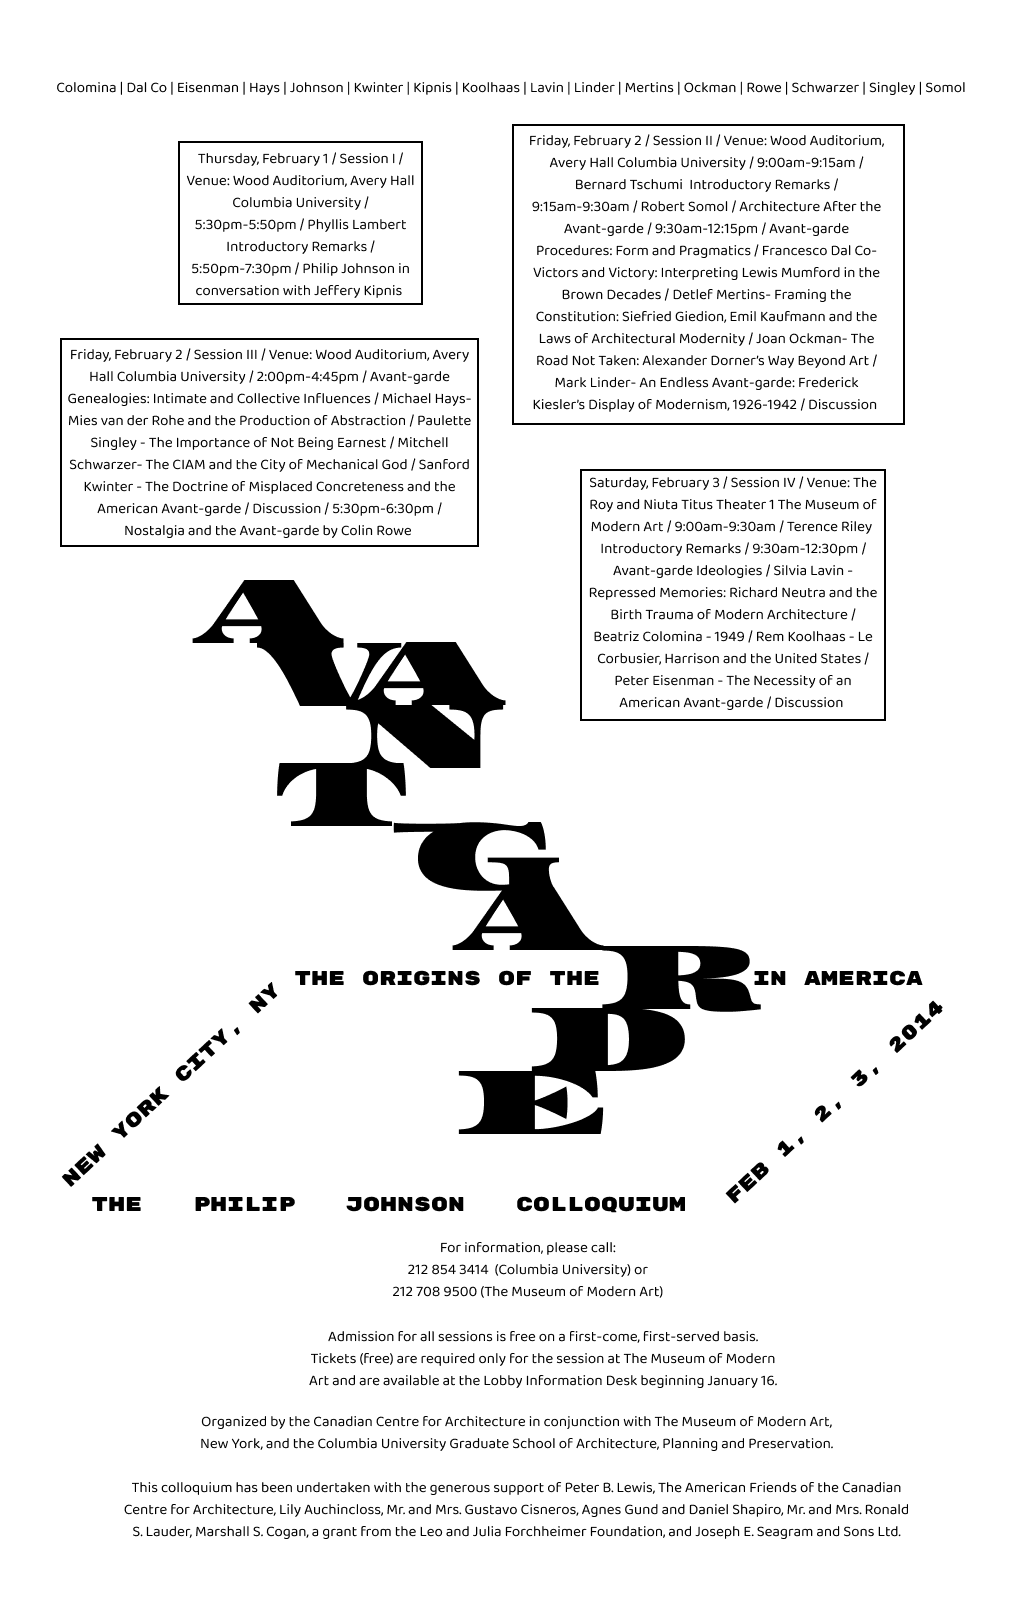 Colomina | Dal Co | Eisenman | Hays | Johnson | Kwinter | Kipnis | Koolhaas | Lavin | Linder | Mertins | Ockman | Rowe | Schwarzer | Singley | Somol
Thursday, February 1 / Session I /
Venue: Wood Auditorium, Avery Hall
Columbia University /
5:30pm-5:50pm / Phyllis Lambert
Introductory Remarks /
5:50pm-7:30pm / Philip Johnson in
conversation with Jeffery Kipnis
Friday, February 2 / Session II / Venue: Wood Auditorium,
Avery Hall Columbia University / 9:00am-9:15am /
Bernard Tschumi  Introductory Remarks /
9:15am-9:30am / Robert Somol / Architecture After the
Avant-garde / 9:30am-12:15pm / Avant-garde
Procedures: Form and Pragmatics / Francesco Dal Co-
Victors and Victory: Interpreting Lewis Mumford in the
Brown Decades / Detlef Mertins- Framing the
Constitution: Siefried Giedion, Emil Kaufmann and the
Laws of Architectural Modernity / Joan Ockman- The
Road Not Taken: Alexander Dorner's Way Beyond Art /
Mark Linder- An Endless Avant-garde: Frederick
Kiesler's Display of Modernism, 1926-1942 / Discussion
Friday, February 2 / Session III / Venue: Wood Auditorium, Avery
Hall Columbia University / 2:00pm-4:45pm / Avant-garde
Genealogies: Intimate and Collective Influences / Michael Hays-
Mies van der Rohe and the Production of Abstraction / Paulette
Singley - The Importance of Not Being Earnest / Mitchell
Schwarzer- The CIAM and the City of Mechanical God / Sanford
Kwinter - The Doctrine of Misplaced Concreteness and the
American Avant-garde / Discussion / 5:30pm-6:30pm /
Nostalgia and the Avant-garde by Colin Rowe
Saturday, February 3 / Session IV / Venue: The
Roy and Niuta Titus Theater 1 The Museum of
Modern Art / 9:00am-9:30am / Terence Riley
Introductory Remarks / 9:30am-12:30pm /
Avant-garde Ideologies / Silvia Lavin -
Repressed Memories: Richard Neutra and the
Birth Trauma of Modern Architecture /
Beatriz Colomina - 1949 / Rem Koolhaas - Le
Corbusier, Harrison and the United States /
Peter Eisenman - The Necessity of an
American Avant-garde / Discussion
A
VA
N
T
G
A
THE ORIGINS OF THE R IN AMERICA
D
E
NEW YORK CITY, NY
FEB 1, 2, 3, 2014
THE PHILIP JOHNSON COLLOQUIUM
For information, please call:
212 854 3414  (Columbia University) or
212 708 9500 (The Museum of Modern Art)
Admission for all sessions is free on a first-come, first-served basis.
Tickets (free) are required only for the session at The Museum of Modern
Art and are available at the Lobby Information Desk beginning January 16.
Organized by the Canadian Centre for Architecture in conjunction with The Museum of Modern Art,
New York, and the Columbia University Graduate School of Architecture, Planning and Preservation.
This colloquium has been undertaken with the generous support of Peter B. Lewis, The American Friends of the Canadian
Centre for Architecture, Lily Auchincloss, Mr. and Mrs. Gustavo Cisneros, Agnes Gund and Daniel Shapiro, Mr. and Mrs. Ronald
S. Lauder, Marshall S. Cogan, a grant from the Leo and Julia Forchheimer Foundation, and Joseph E. Seagram and Sons Ltd.